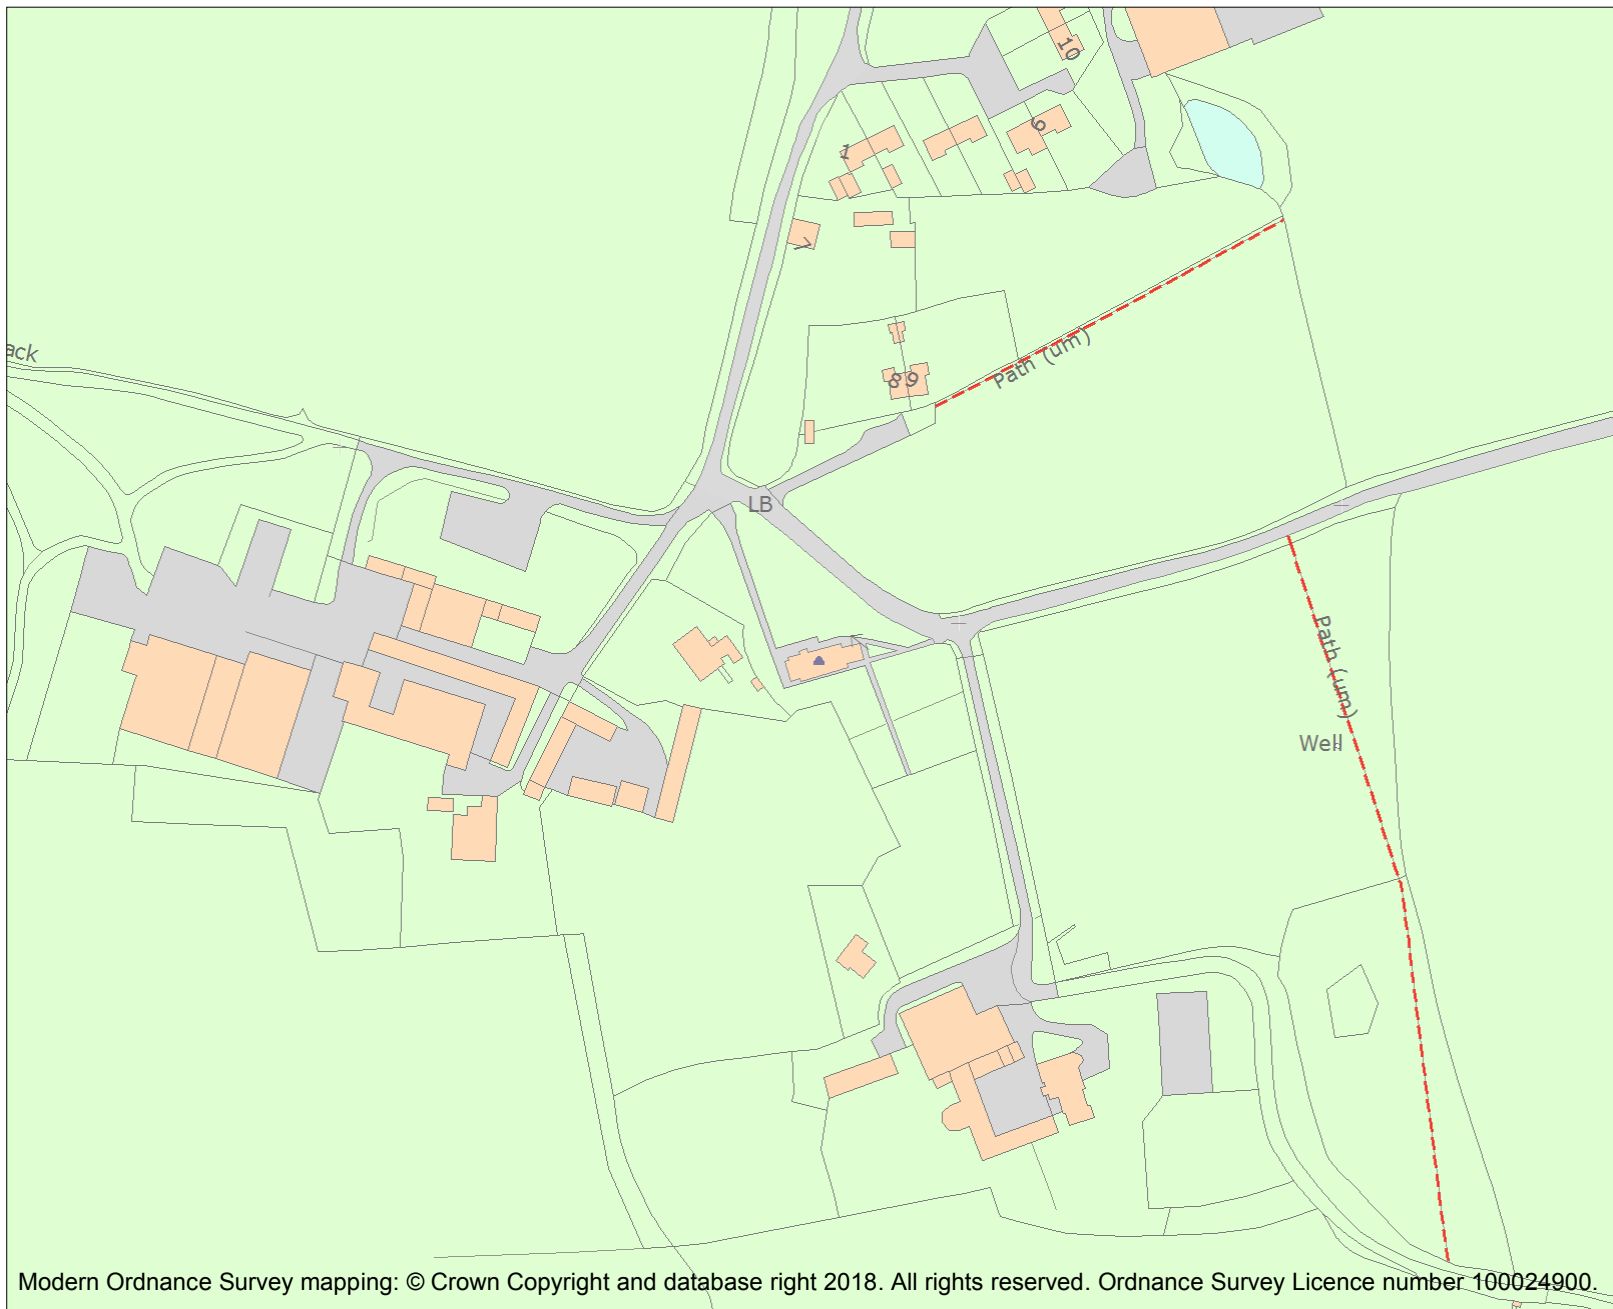 10
6
1
7
ack
Path (um)
8 9
LB
Path (um)
Well
Modern Ordnance Survey mapping: © Crown Copyright and database right 2018. All rights reserved. Ordnance Survey Licence number 100024900.